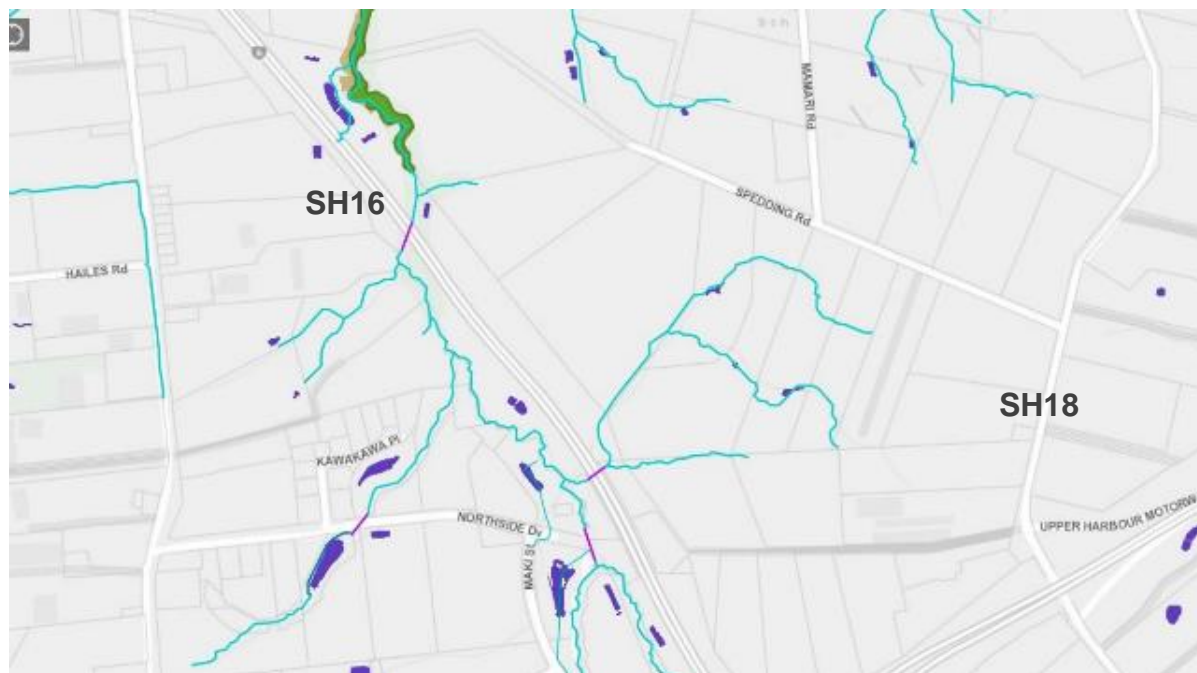 MAMARI Rd
SH16
SPEDDING Rd
HAILES Rd
SH18
KAWAKAWA Pl
NORTHSIDE Dr
UPPER HARBOUR MOTORW
MAKI St